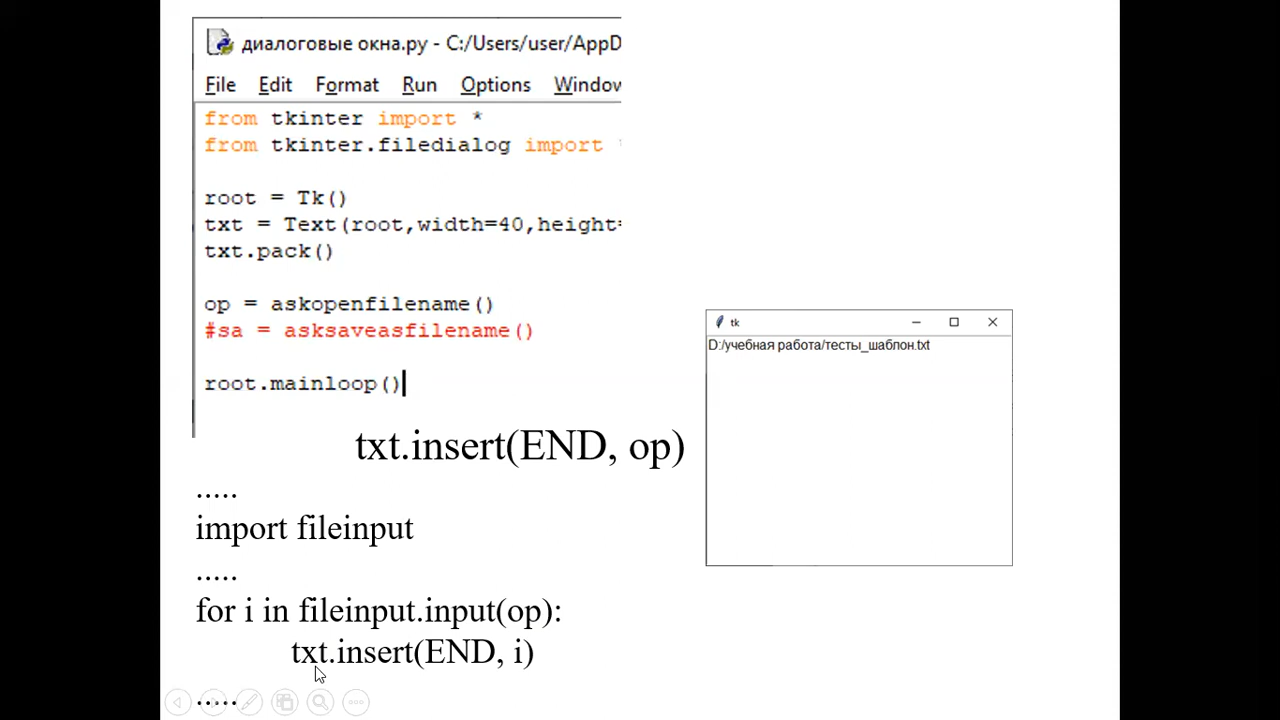 диалоговые окна.py - C:/Users/user/AppD
File Edit Format Run Options Window
from tkinter import *
from tkinter.filedialog import
root = Tk()
txt = Text(root,width=40,height=
txt.pack()
op = askopenfilename()
#sa = asksaveasfilename()
root.mainloop()
tk
D:/учебная работа/тесты_шаблон.txt
txt.insert(END, op)
.....
import fileinput
.....
for i in fileinput.input(op):
txt.insert(END, i)
.....